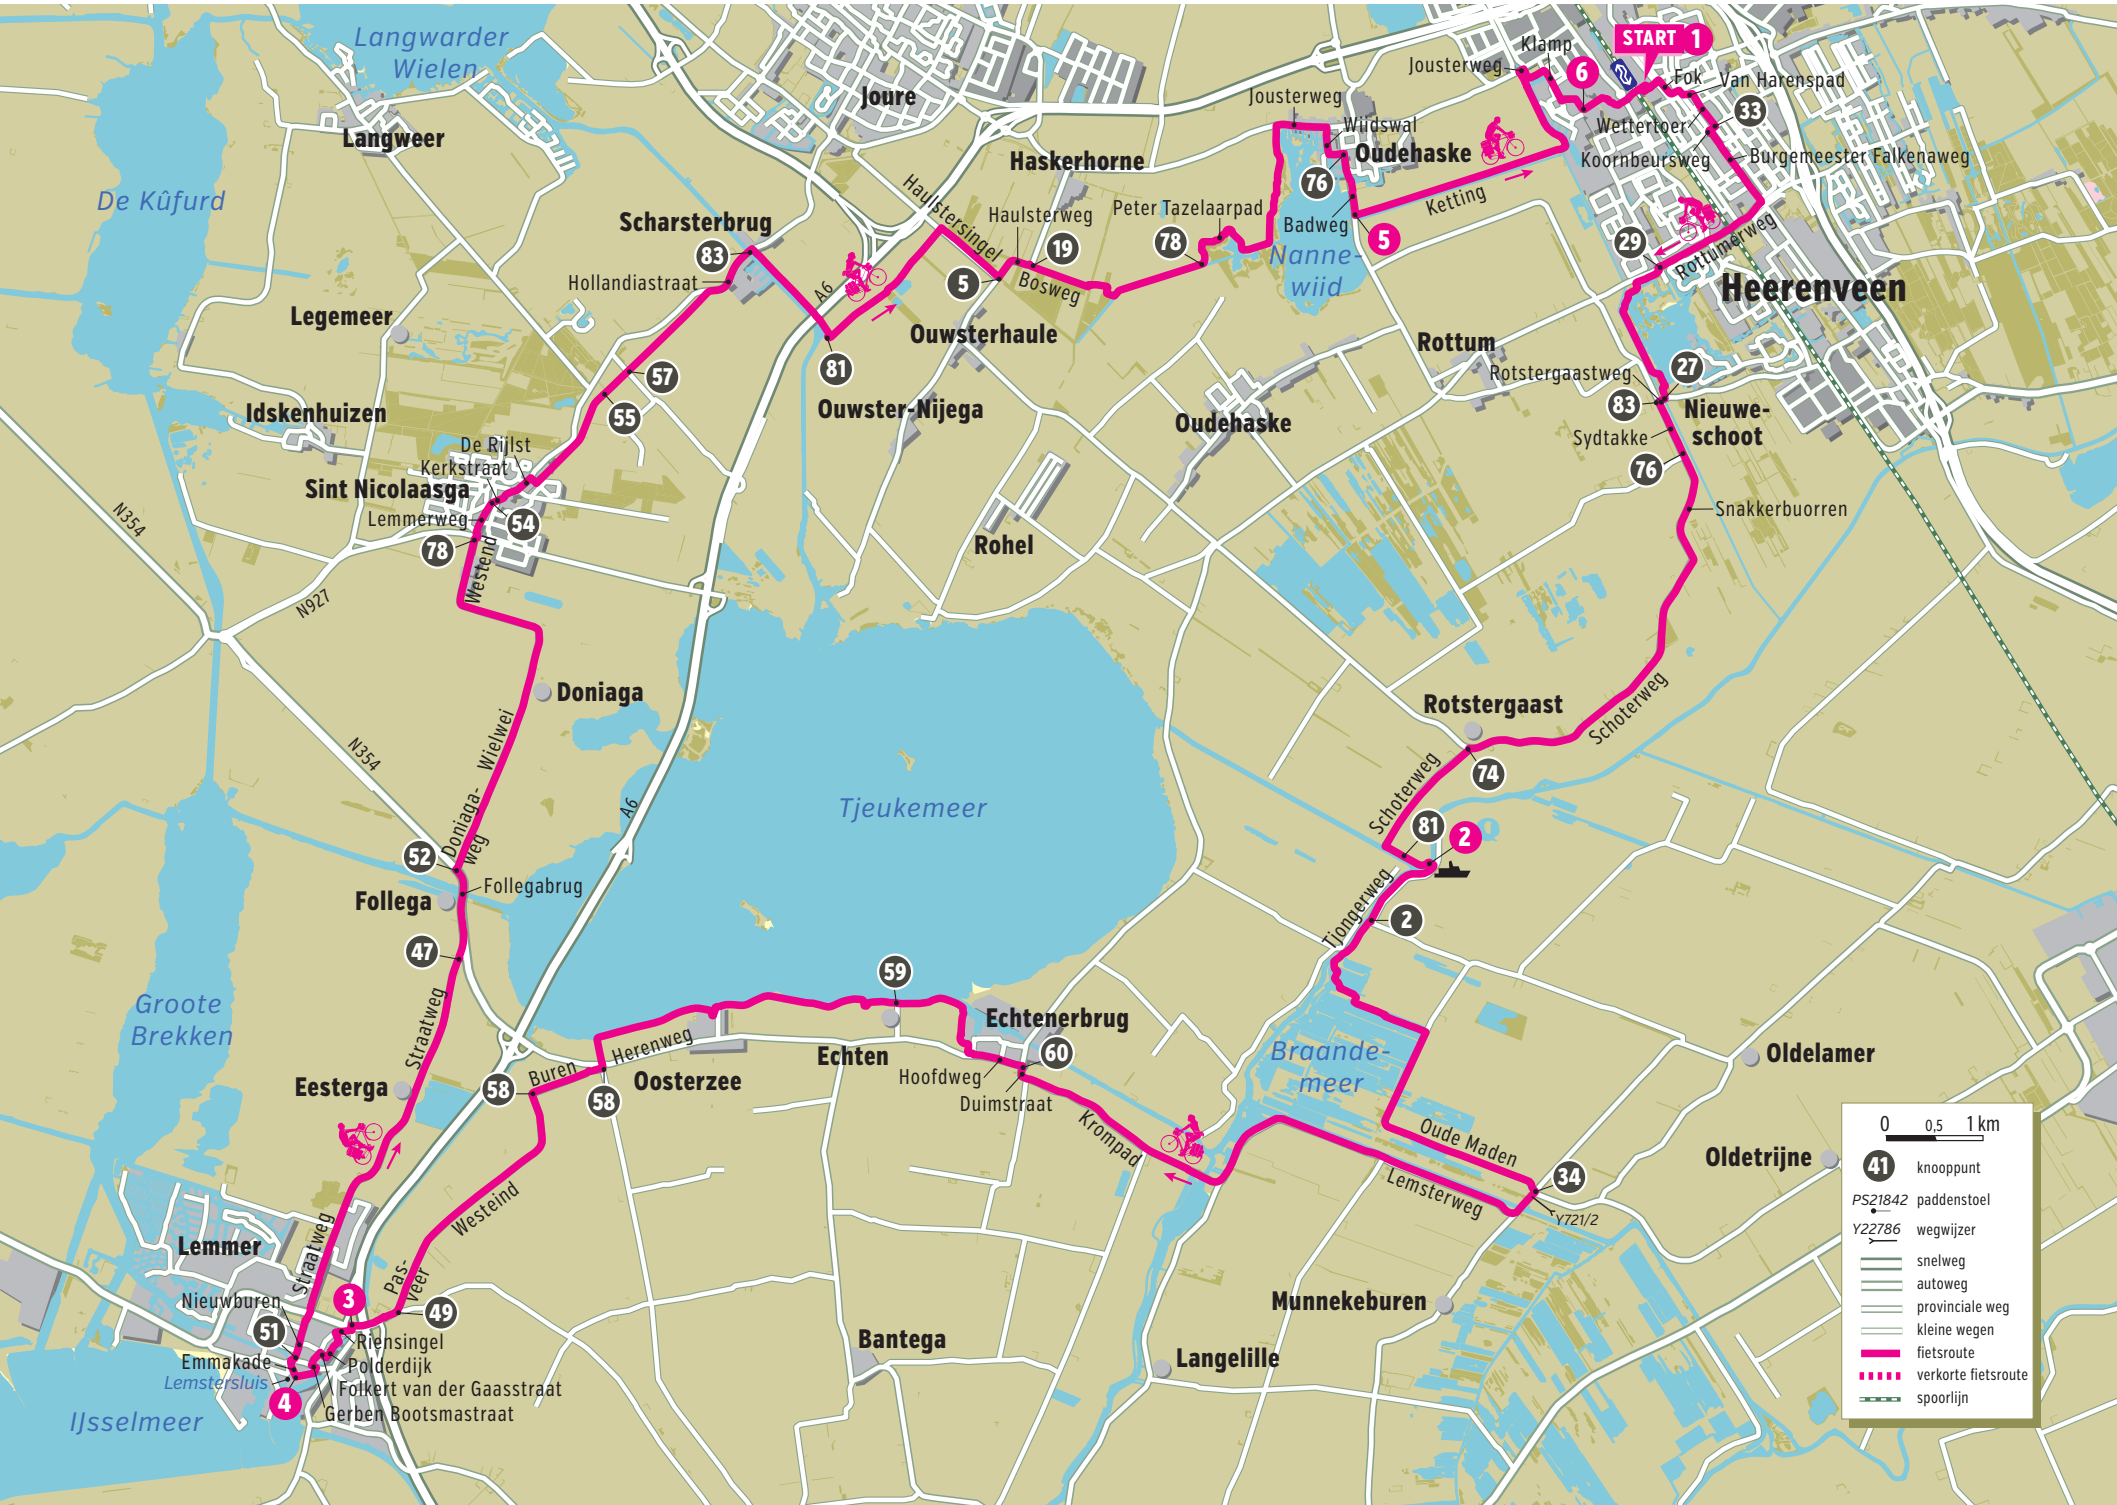 Langwarder
Wielen
Joure
Klamp
START 1
Jousterweg
6
Fok
Van Harenspad
Langweer
Jousterweg
Wiidswal
Wettertoer
33
Haskerhorne
Oudehaske
Koornbeursweg
Burgemeester Falkenaweg
De Kûfurd
Haulstersingel
76
Ketting
Scharsterbrug
Haulsterweg
Peter Tazelaarpad
Badweg
5
83
19
78
29
Rottumerweg
Hollandiastraat
A6
5
Bosweg
Nanne-
wiid
Heerenveen
Legemeer
Ouwsterhaule
Rottum
57
81
Rotstergaastweg
27
Idskenhuizen
55
Ouwster-Nijega
Oudehaske
83
Nieuwe-
schoot
De Rijlst
Sydtakke
Kerkstraat
76
Sint Nicolaasga
Lemmerweg
54
Snakkerbuorren
N354
78
Rohel
Westend
N927
Doniaga
Rotstergaast
Schoterweg
Wielwei
N354
74
Tjeukemeer
A6
Schoterweg
Doniaga-
weg
81
2
52
Follegabrug
Follega
Tjongerweg
2
47
59
Groote
Brekken
Straatweg
Echtenerbrug
Herenweg
Echten
60
Braande-
meer
Oldelamer
Buren
Oosterzee
Hoofdweg
Eesterga
58
58
Duimstraat
Krompad
Oude Maden
Oldetrijne
34
Lemsterweg
Y721/2
Westeind
Lemmer
Straatweg
Pas-
veer
Nieuwburen
3
49
Munnekeburen
51
Riensingel
Bantega
Emmakade
Polderdijk
Langelille
Lemstersluis
Folkert van der Gaasstraat
4
Gerben Bootsmastraat
IJsselmeer
0 0,5 1 km
41 knooppunt
PS21842 paddenstoel
Y22786 wegwijzer
snelweg
autoweg
provinciale weg
kleine wegen
fietsroute
verkorte fietsroute
spoorlijn